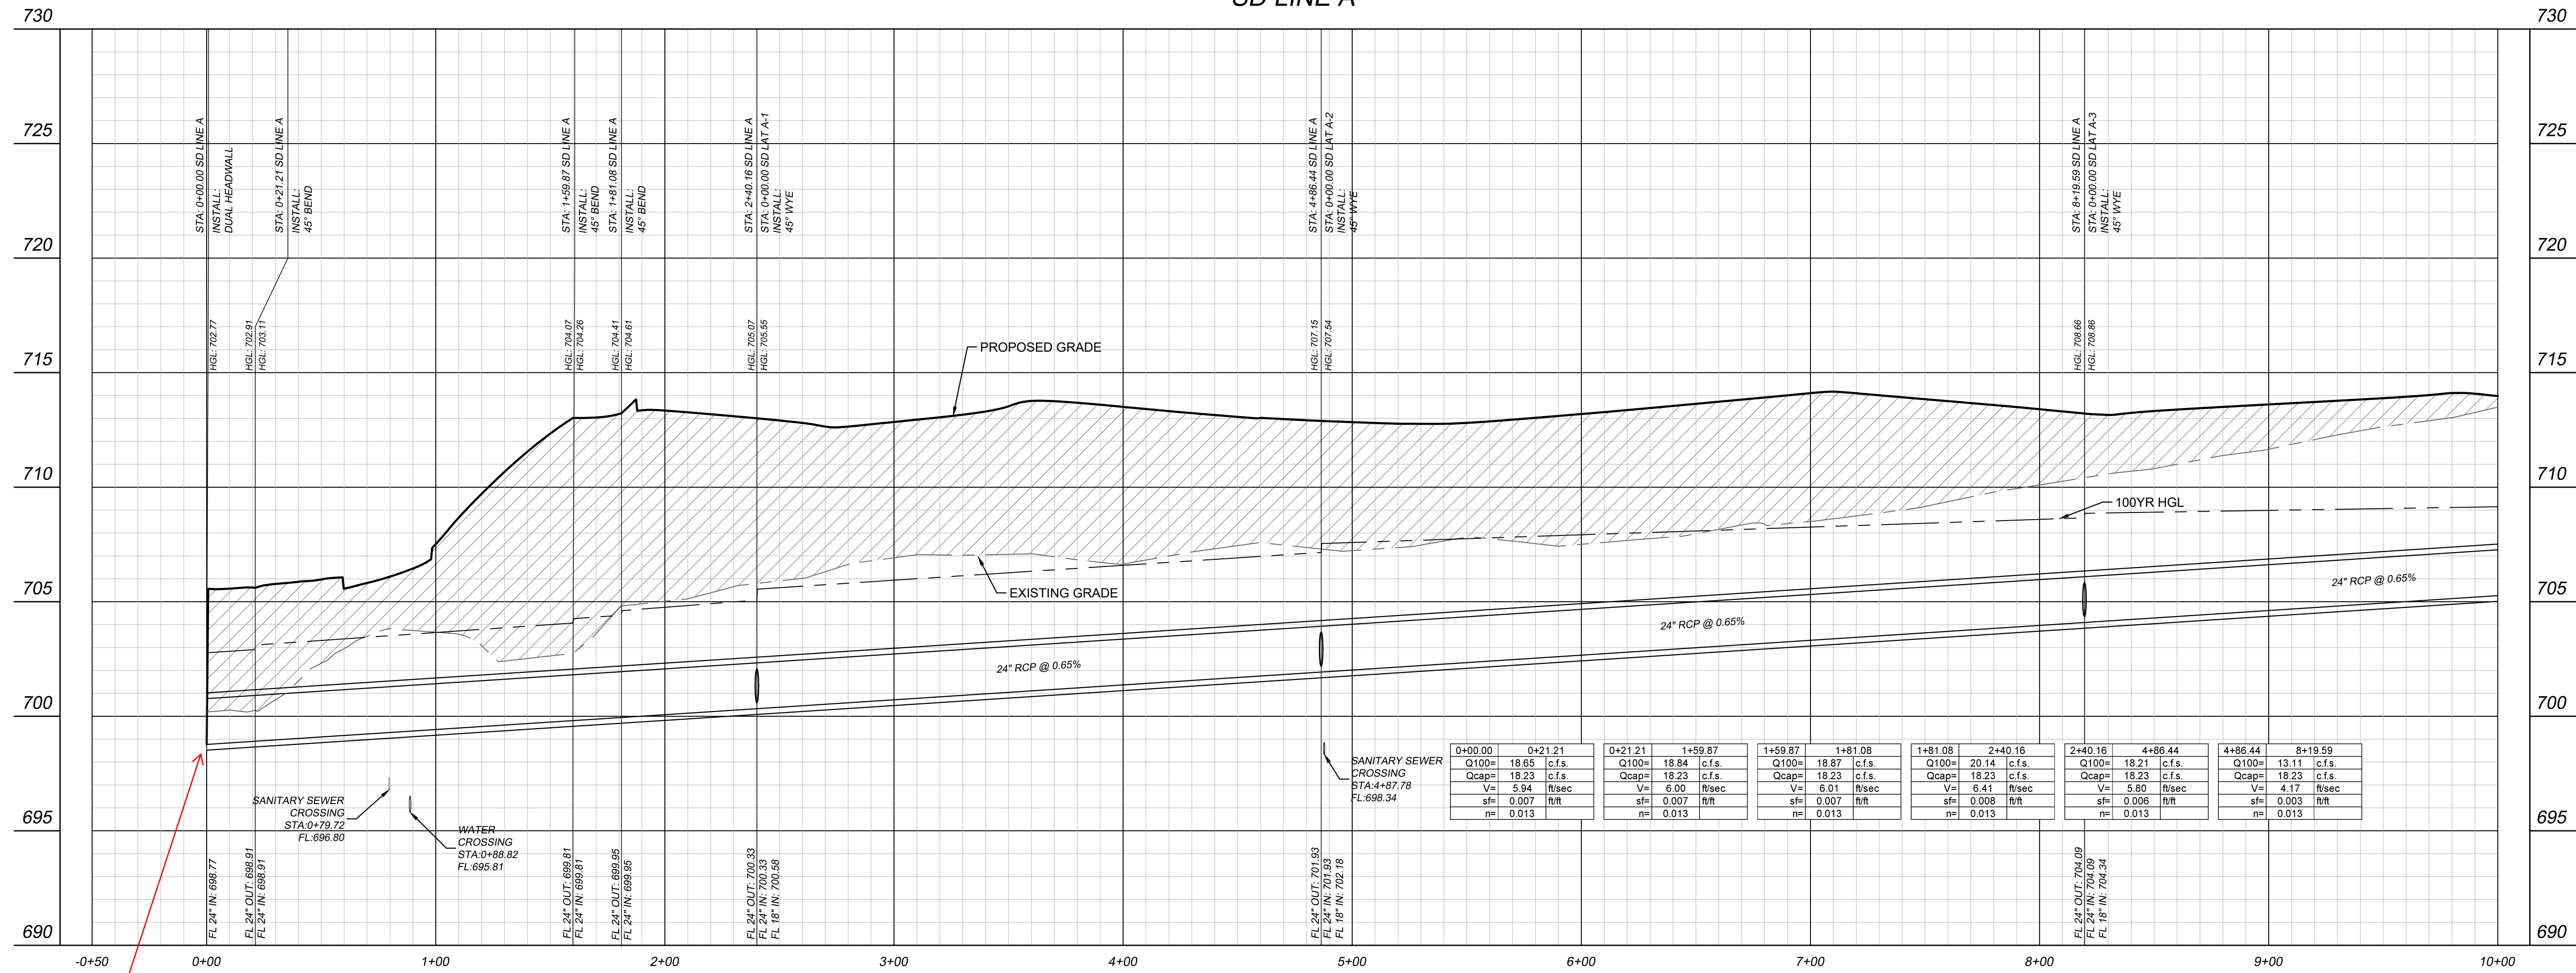 SD LINE A
730
730
725
725
720
720
715
715
710
710
705
705
700
700
695
695
690
690
STA: 0+00.00 SD LINE A
INSTALL:
DUAL HEADWALL
STA: 0+21.21 SD LINE A
INSTALL:
45° BEND
STA: 1+59.87 SD LINE A
INSTALL:
45° BEND
STA: 1+81.08 SD LINE A
INSTALL:
45° BEND
STA: 2+40.16 SD LINE A
STA: 0+00.00 SD LAT A-1
INSTALL:
45° WYE
STA: 4+86.44 SD LINE A
STA: 0+00.00 SD LAT A-2
INSTALL:
45° WYE
STA: 8+19.59 SD LINE A
STA: 0+00.00 SD LAT A-3
INSTALL:
45° WYE
HGL: 702.77
HGL: 702.91
HGL: 703.11
HGL: 704.07
HGL: 704.26
HGL: 704.41
HGL: 704.61
HGL: 705.07
HGL: 705.55
HGL: 707.15
HGL: 707.54
HGL: 708.66
HGL: 708.86
PROPOSED GRADE
100YR HGL
EXISTING GRADE
24" RCP @ 0.65%
24" RCP @ 0.65%
24" RCP @ 0.65%
SANITARY SEWER
CROSSING
STA:0+79.72
FL:696.80
WATER
CROSSING
STA:0+88.82
FL:695.81
SANITARY SEWER
CROSSING
STA:4+87.78
FL:698.34
0+00.00 0+21.21
Q100= 18.65 c.f.s.
Qcap= 18.23 c.f.s.
V= 5.94 ft/sec
sf= 0.007 ft/ft
n= 0.013
0+21.21 1+59.87
Q100= 18.84 c.f.s.
Qcap= 18.23 c.f.s.
V= 6.00 ft/sec
sf= 0.007 ft/ft
n= 0.013
1+59.87 1+81.08
Q100= 18.87 c.f.s.
Qcap= 18.23 c.f.s.
V= 6.01 ft/sec
sf= 0.007 ft/ft
n= 0.013
1+81.08 2+40.16
Q100= 20.14 c.f.s.
Qcap= 18.23 c.f.s.
V= 6.41 ft/sec
sf= 0.008 ft/ft
n= 0.013
2+40.16 4+86.44
Q100= 18.21 c.f.s.
Qcap= 18.23 c.f.s.
V= 5.80 ft/sec
sf= 0.006 ft/ft
n= 0.013
4+86.44 8+19.59
Q100= 13.11 c.f.s.
Qcap= 18.23 c.f.s.
V= 4.17 ft/sec
sf= 0.003 ft/ft
n= 0.013
FL 24" IN: 698.77
FL 24" OUT: 698.91
FL 24" IN: 698.91
FL 24" OUT: 699.81
FL 24" IN: 699.81
FL 24" OUT: 699.95
FL 24" IN: 699.95
FL 24" OUT: 700.33
FL 24" IN: 700.33
FL 18" IN: 700.58
FL 24" OUT: 701.93
FL 24" IN: 701.93
FL 18" IN: 702.18
FL 24" OUT: 704.09
FL 24" IN: 704.09
FL 18" IN: 704.34
-0+50
0+00
1+00
2+00
3+00
4+00
5+00
6+00
7+00
8+00
9+00
10+00